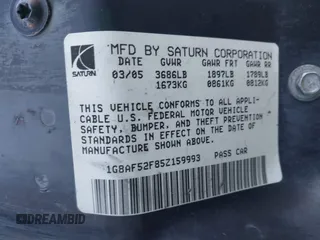 MFD BY SATURN CORPORATION
SATURN
DATE GVWR GAWR FRT GAWR RR
03/05 3686LB 1897LB 1789LB
1673KG 0861KG 0812KG
THIS VEHICLE CONFORMS TO ALL APPLI-
CABLE U.S. FEDERAL MOTOR VEHICLE
SAFETY, BUMPER, AND THEFT PREVENTION
STANDARDS IN EFFECT ON THE DATE OF
MANUFACTURE SHOWN ABOVE.
1G8AF52F85Z159993 PASS CAR
DREAMBID